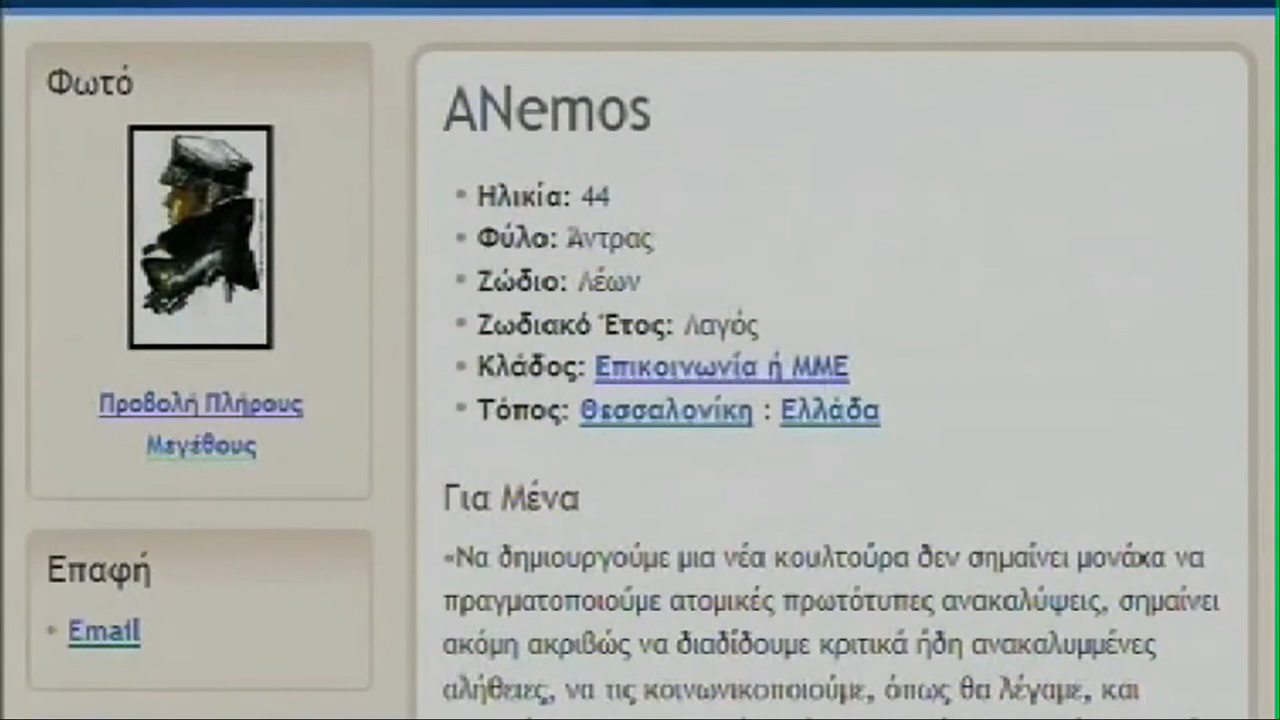 Φωτό
Προβολή Πλήρους
Μεγέθους
Επαφή
Email
ANemos
Ηλικία: 44
Φύλο: Άντρας
Ζώδιο: Λέων
Ζωδιακό Έτος: Λαγός
Κλάδος: Επικοινωνία ή ΜΜΕ
Τόπος: Θεσσαλονίκη : Ελλάδα
Για Μένα
«Να δημιουργούμε μια νέα κουλτούρα δεν σημαίνει μονάχα να
πραγματοποιούμε ατομικές πρωτότυπες ανακαλύψεις, σημαίνει
ακόμη ακριβώς να διαδίδουμε κριτικά ήδη ανακαλυμμένες
αλήθειες, να τις κοινωνικοποιούμε, όπως θα λέγαμε, και